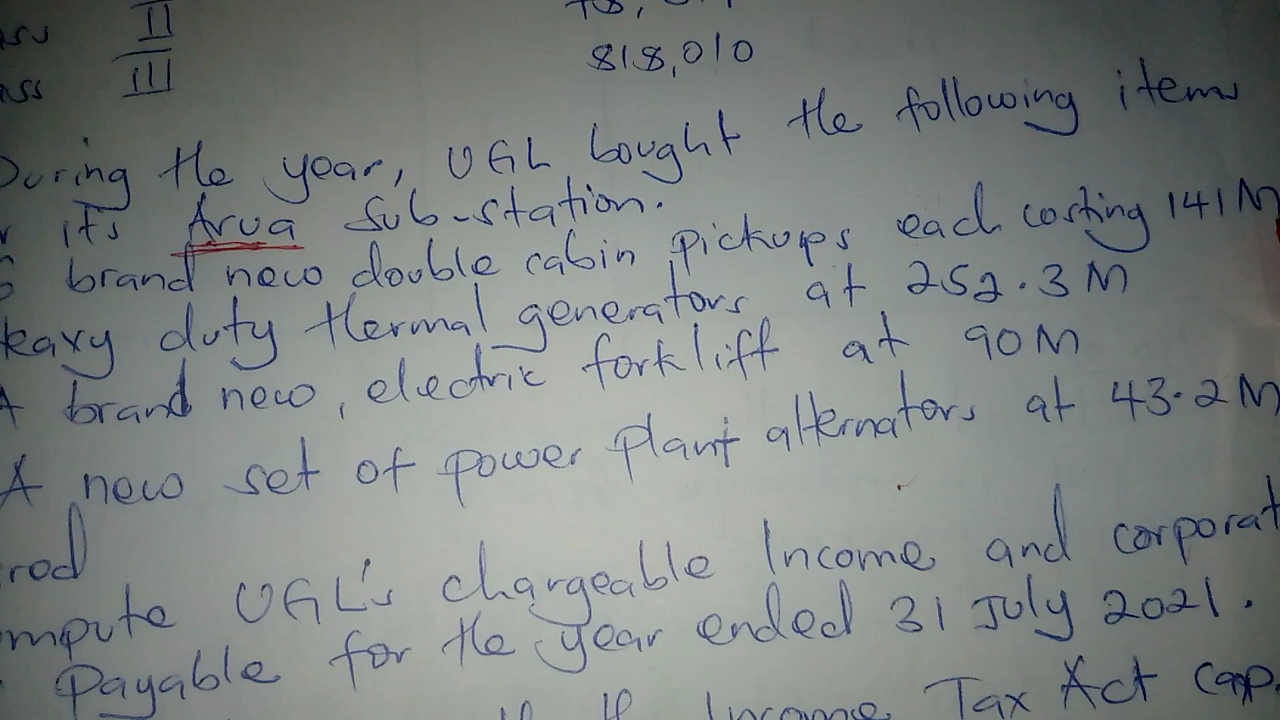 II
III 818,010
During the year, UGL bought the following items
its Arua Sub-station.
brand new double cabin pickups each costing 141M
heavy duty thermal generators at 252.3M
A brand new, electric forklift at 90M
A new set of power plant alternators at 43.2M
UGL's chargeable Income and
Payable for the year ended 31 July 2021.
Income Tax Act Cap.